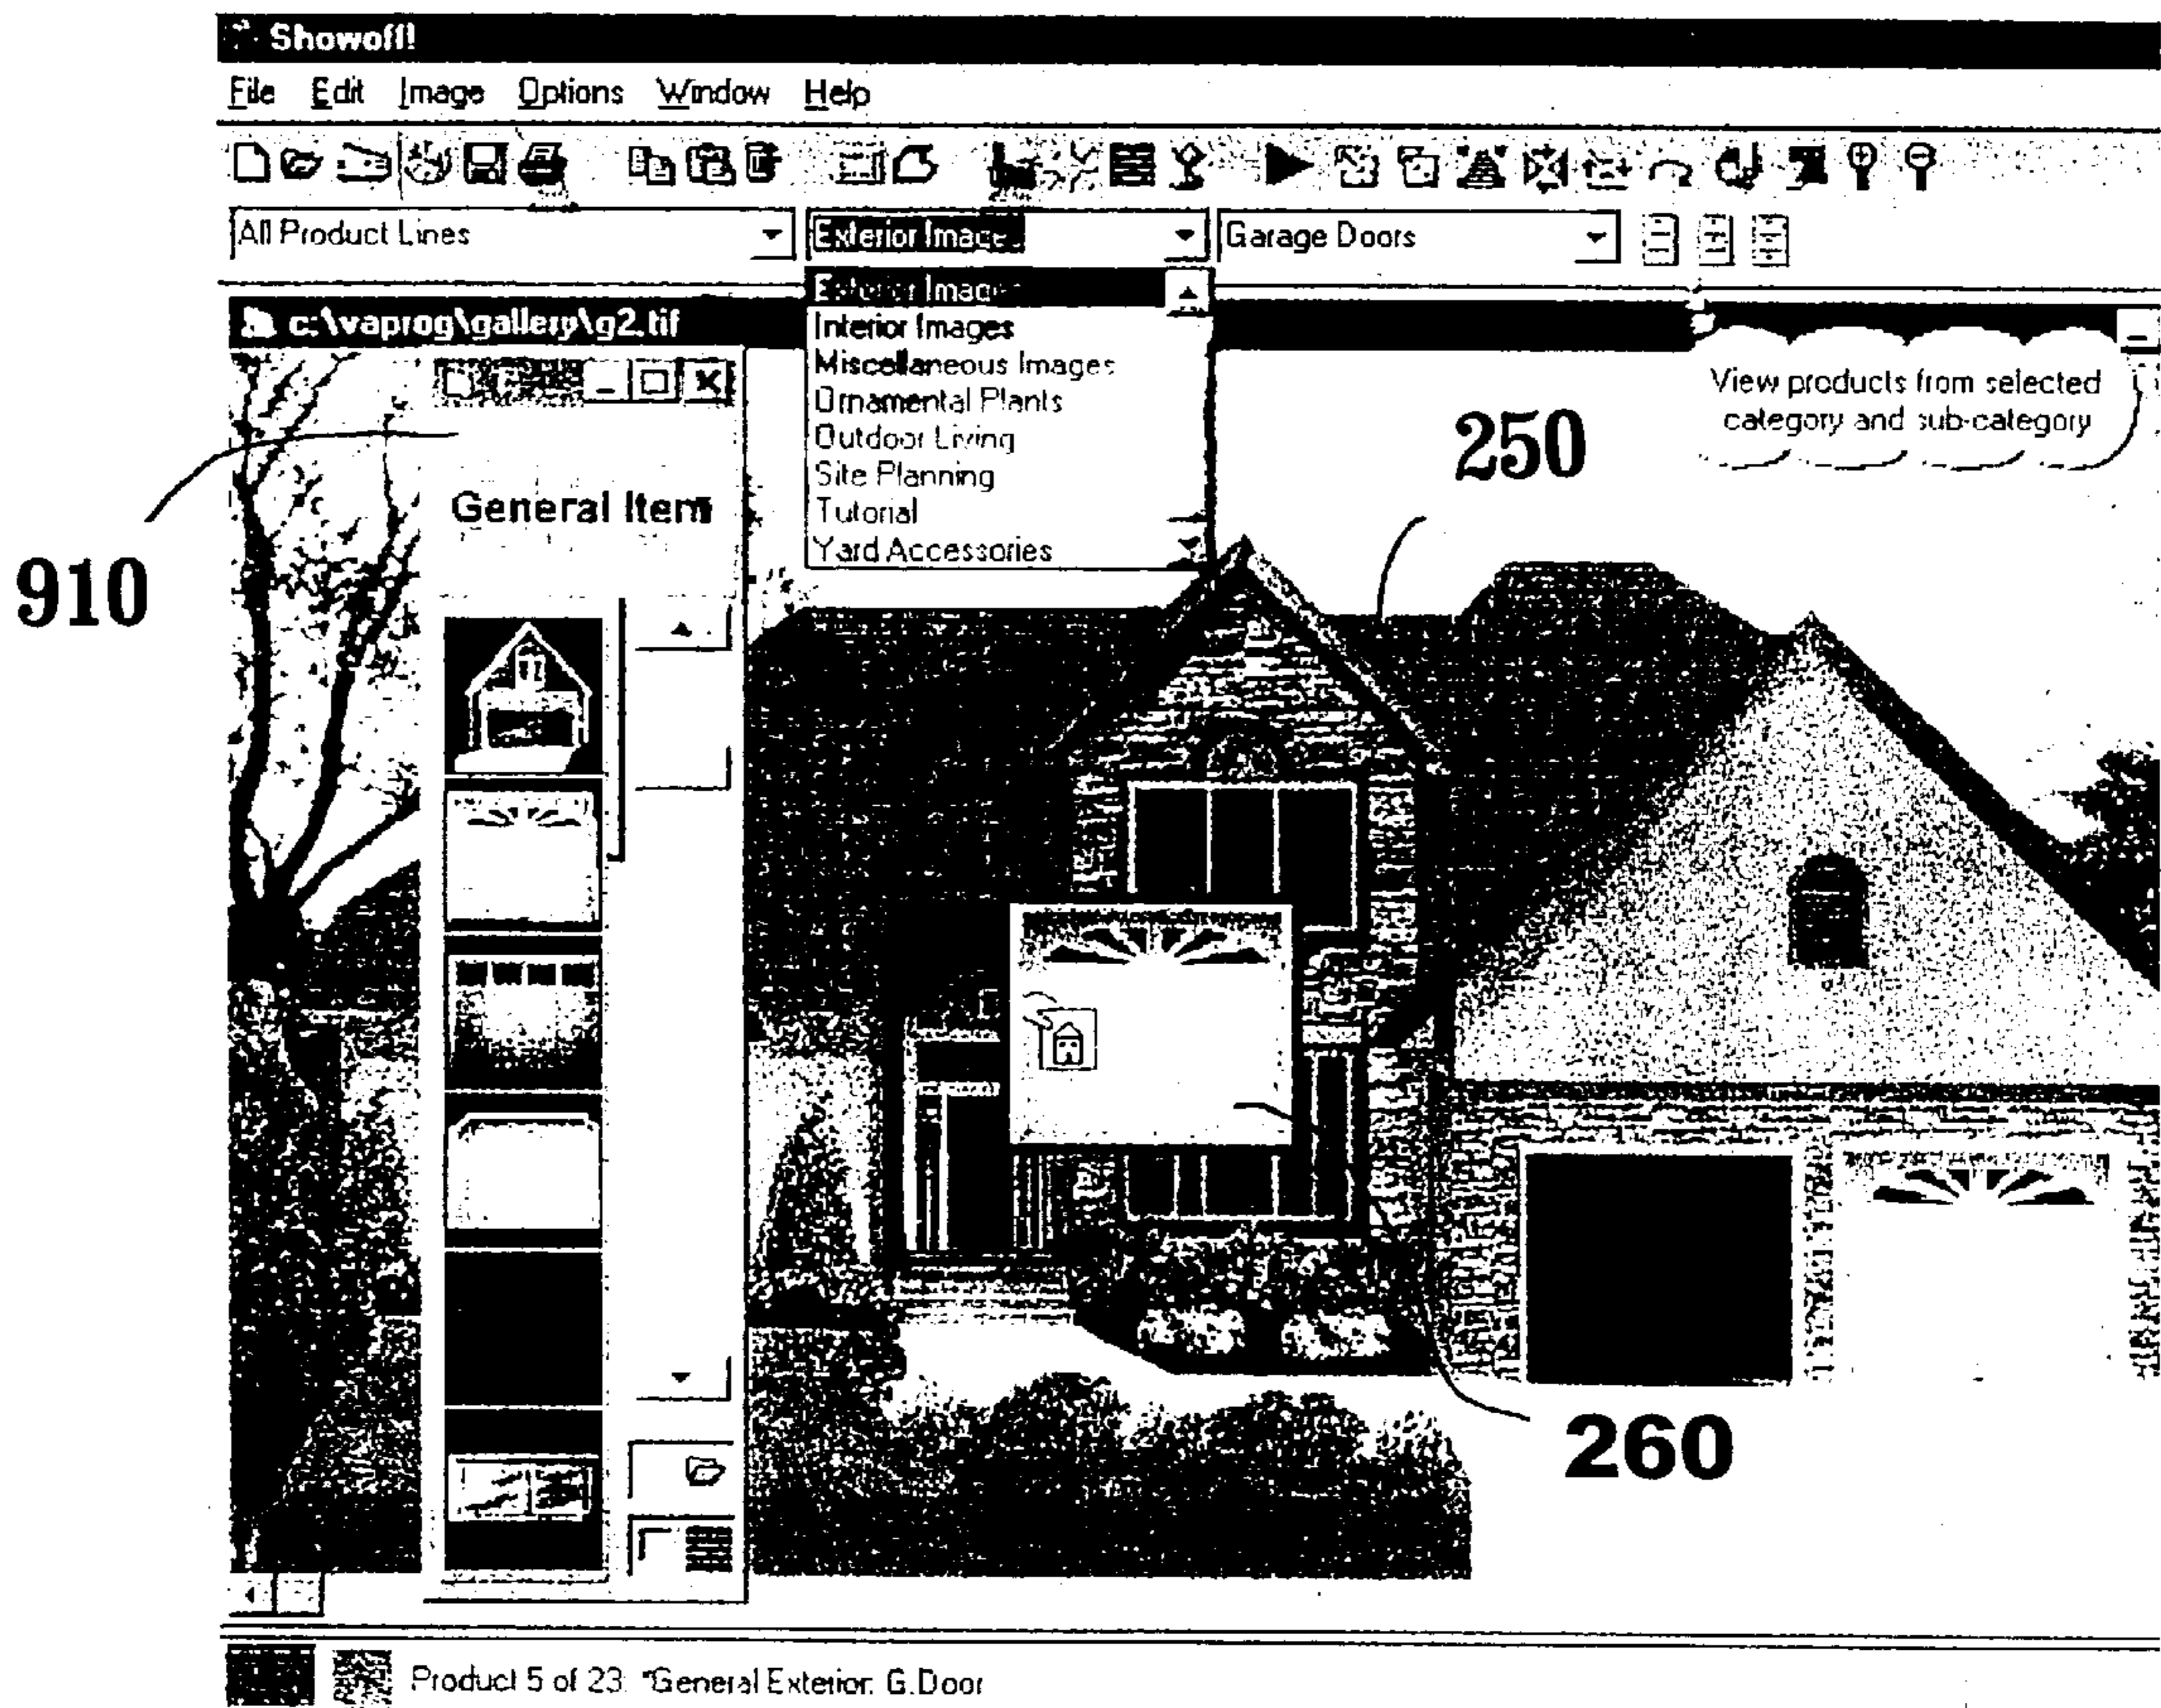 Showoff!
File Edit Image Options Window Help
All Product Lines Exterior Images Garage Doors
Exterior Images
c:\vaprog\gallery\g2.tif
Interior Images
Miscellaneous Images
Ornamental Plants
Outdoor Living
Site Planning
Tutorial
Yard Accessories
View products from selected
category and sub-category
250
General Item
910
260
Product 5 of 23: *General Exterior: G.Door